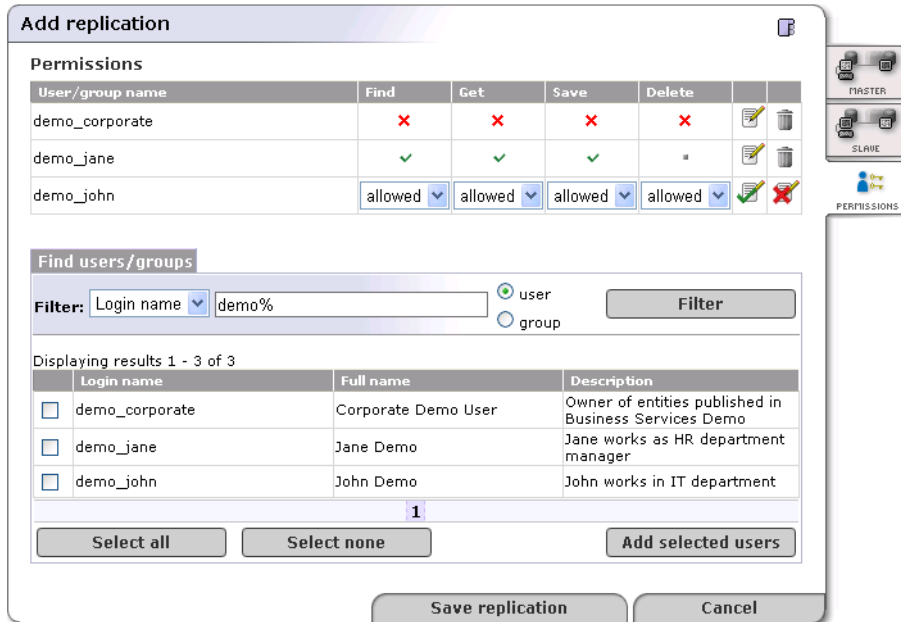 Add replication
Permissions
User/group name Find Get Save Delete
demo_corporate
demo_jane
demo_john allowed allowed allowed allowed
MASTER
SLAVE
PERMISSIONS
Find users/groups
Filter: Login name demo% user group Filter
Displaying results 1 - 3 of 3
Login name Full name Description
demo_corporate Corporate Demo User Owner of entities published in
Business Services Demo
demo_jane Jane Demo Jane works as HR department
manager
demo_john John Demo John works in IT department
1
Select all Select none Add selected users
Save replication Cancel